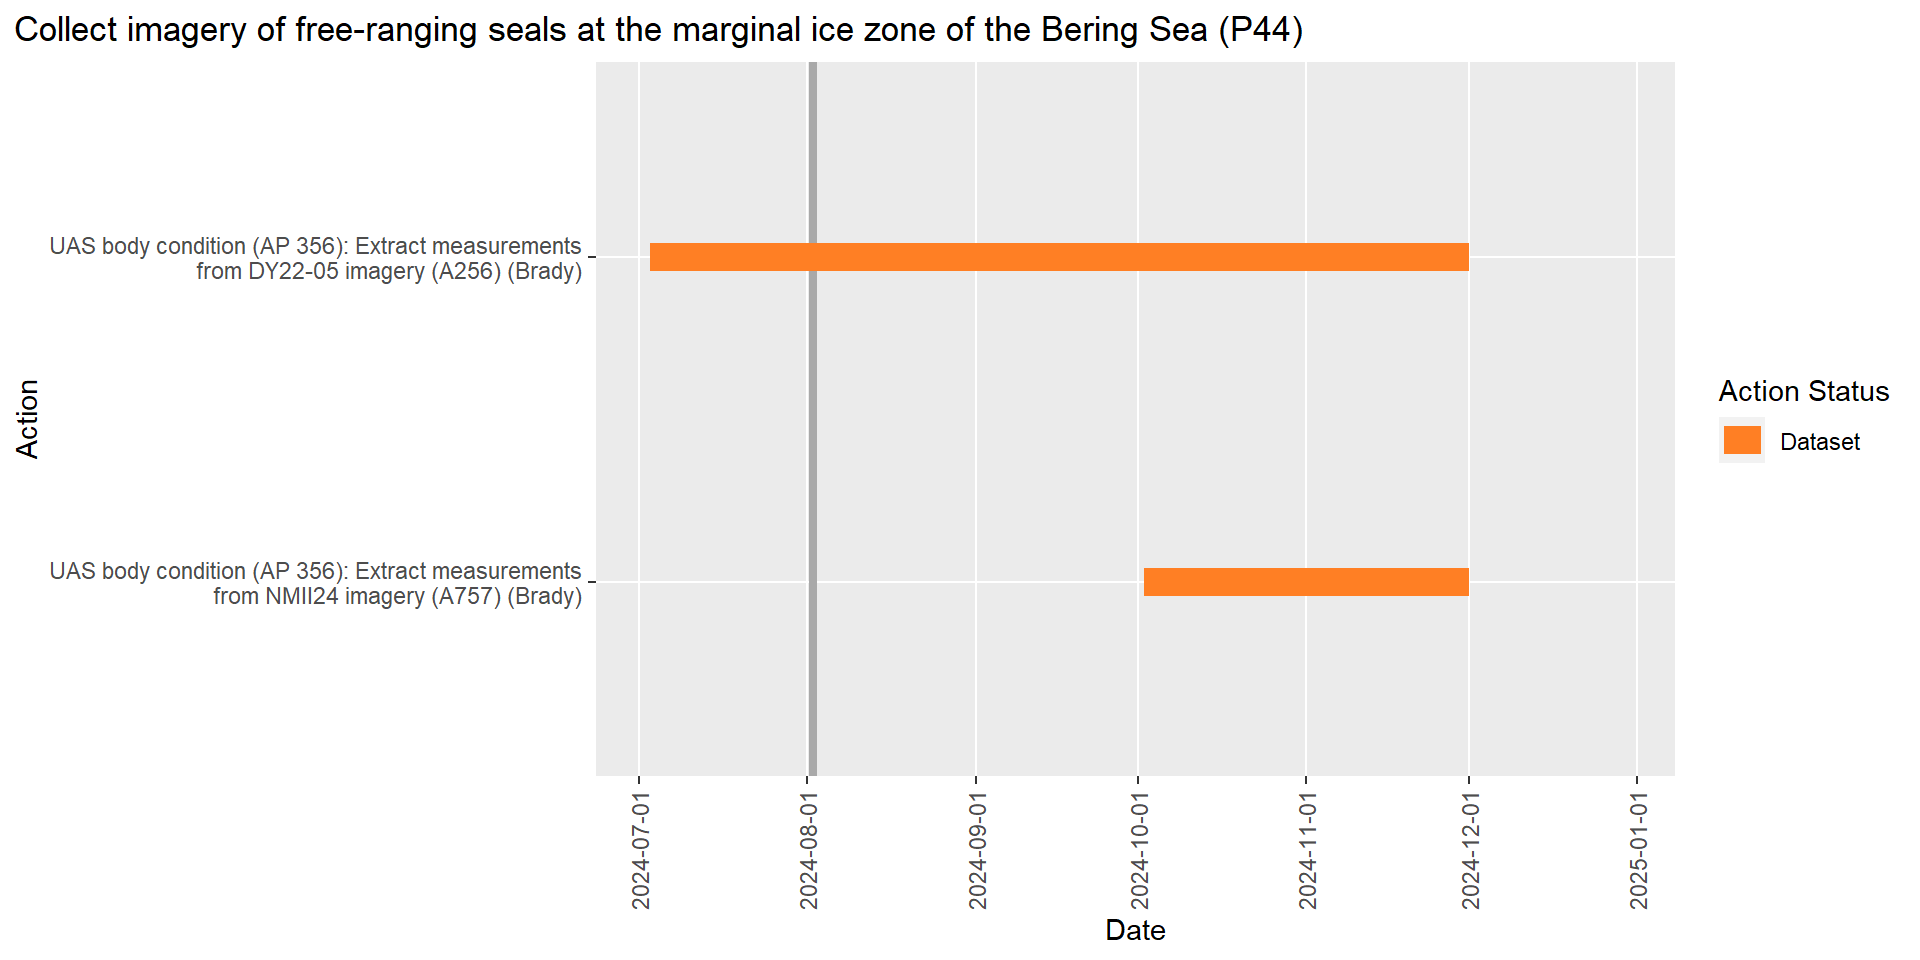 Collect imagery of free-ranging seals at the marginal ice zone of the Bering Sea (P44)
UAS body condition (AP 356): Extract measurements
from DY22-05 imagery (A256) (Brady)
UAS body condition (AP 356): Extract measurements
from NMII24 imagery (A757) (Brady)
Action
2024-07-01
2024-08-01
2024-09-01
2024-10-01
2024-11-01
2024-12-01
2025-01-01
Date
Action Status
Dataset